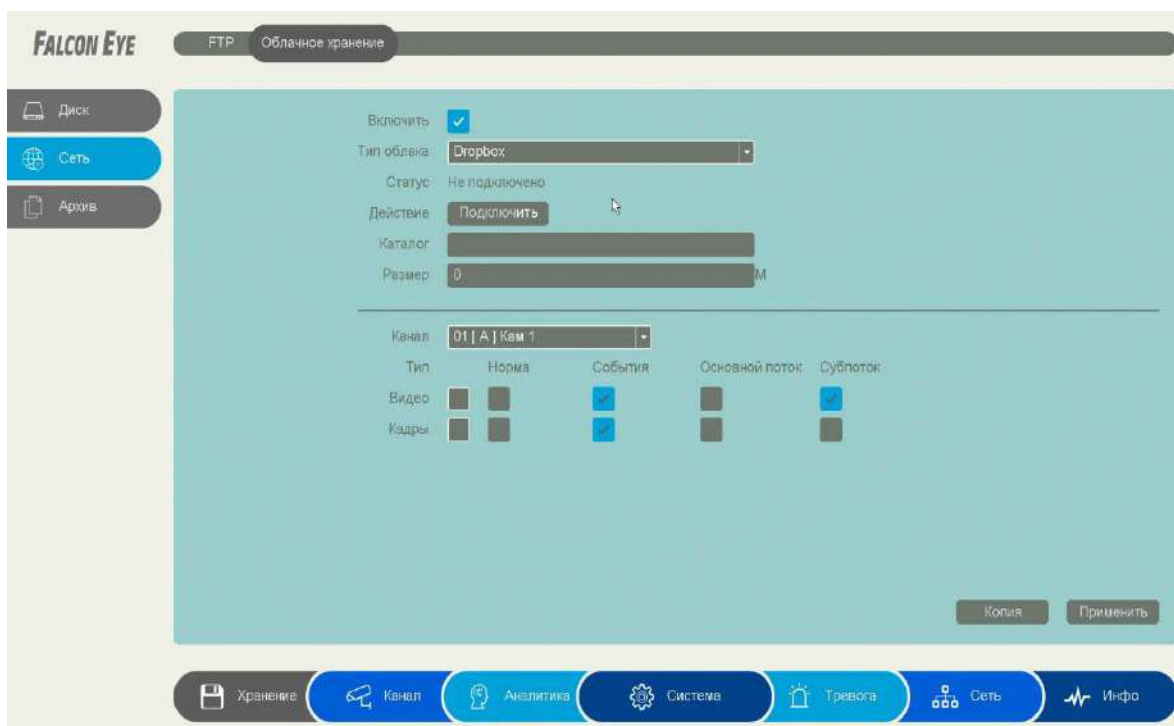 FALCON EYE
FTP Облачное хранение
Диск
Сеть
Архив
Включить
Тип облака Dropbox
Статус Не подключено
Действие Подключить
Каталог
Размер 0 M
Канал 01 [ A ] Кам 1
Тип Норма События Основной поток Субпоток
Видео
Кадры
Копия Применить
Хранение Канал Аналитика Система Тревога Сеть Инфо